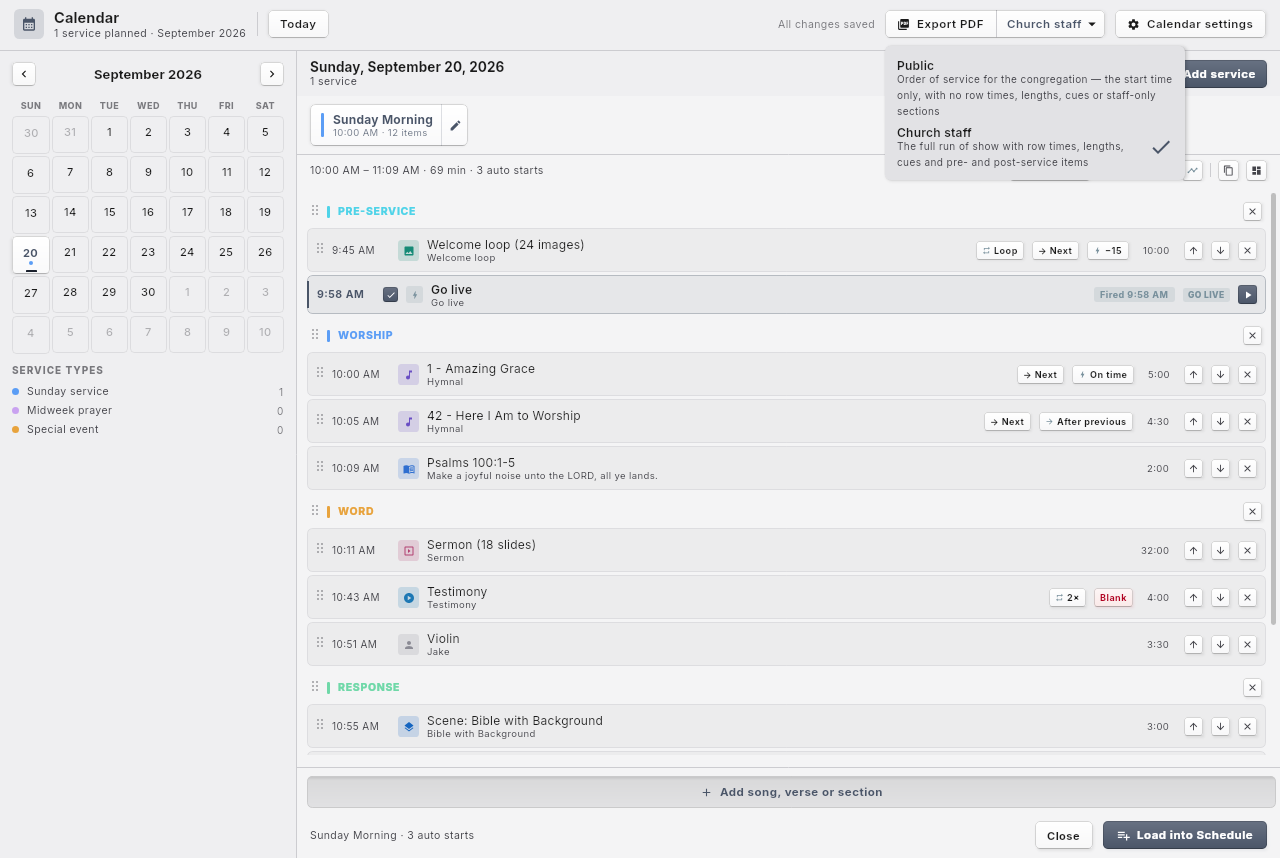 Calendar
1 service planned · September 2026
Today
All changes saved
Export PDF
Church staff
Calendar settings
September 2026
SUN MON TUE WED THU FRI SAT
30 31 1 2 3 4 5
6 7 8 9 10 11 12
13 14 15 16 17 18 19
20 21 22 23 24 25 26
27 28 29 30 1 2 3
4 5 6 7 8 9 10
SERVICE TYPES
Sunday service 1
Midweek prayer 0
Special event 0
Sunday, September 20, 2026
1 service
Add service
Public
Order of service for the congregation — the start time
only, with no row times, lengths, cues or staff-only
sections
Church staff
The full run of show with row times, lengths,
cues and pre- and post-service items
Sunday Morning
10:00 AM · 12 items
10:00 AM – 11:09 AM · 69 min · 3 auto starts
PRE-SERVICE
9:45 AM Welcome loop (24 images) Loop → Next −15 10:00
Welcome loop
9:58 AM Go live Fired 9:58 AM GO LIVE
Go live
WORSHIP
10:00 AM 1 - Amazing Grace → Next On time 5:00
Hymnal
10:05 AM 42 - Here I Am to Worship → Next → After previous 4:30
Hymnal
10:09 AM Psalms 100:1-5 2:00
Make a joyful noise unto the LORD, all ye lands.
WORD
10:11 AM Sermon (18 slides) 32:00
Sermon
10:43 AM Testimony 2× Blank 4:00
Testimony
10:51 AM Violin 3:30
Jake
RESPONSE
10:55 AM Scene: Bible with Background 3:00
Bible with Background
+ Add song, verse or section
Sunday Morning · 3 auto starts
Close
Load into Schedule